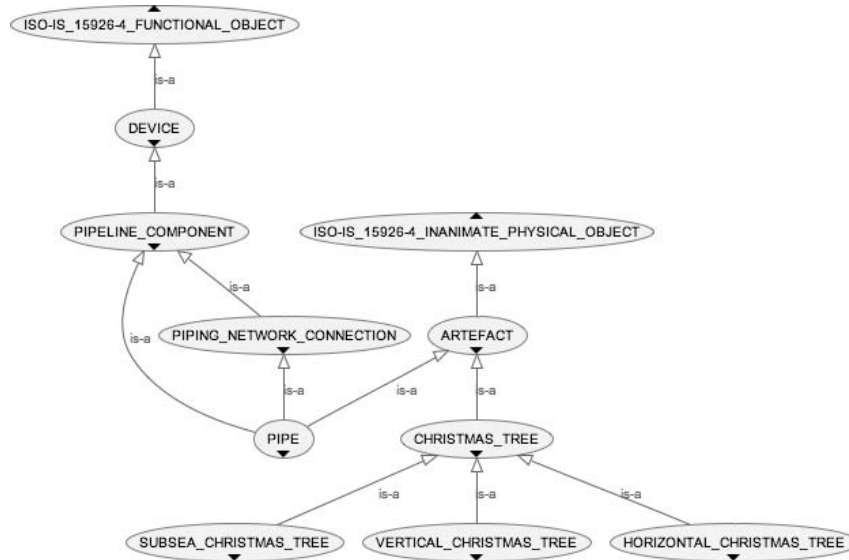 ISO-IS_15926-4_FUNCTIONAL_OBJECT
is-a
DEVICE
is-a
PIPELINE_COMPONENT
ISO-IS_15926-4_INANIMATE_PHYSICAL_OBJECT
is-a
is-a
PIPING_NETWORK_CONNECTION
ARTEFACT
is-a
is-a
is-a
is-a
PIPE
CHRISTMAS_TREE
is-a
is-a
is-a
SUBSEA_CHRISTMAS_TREE
VERTICAL_CHRISTMAS_TREE
HORIZONTAL_CHRISTMAS_TREE